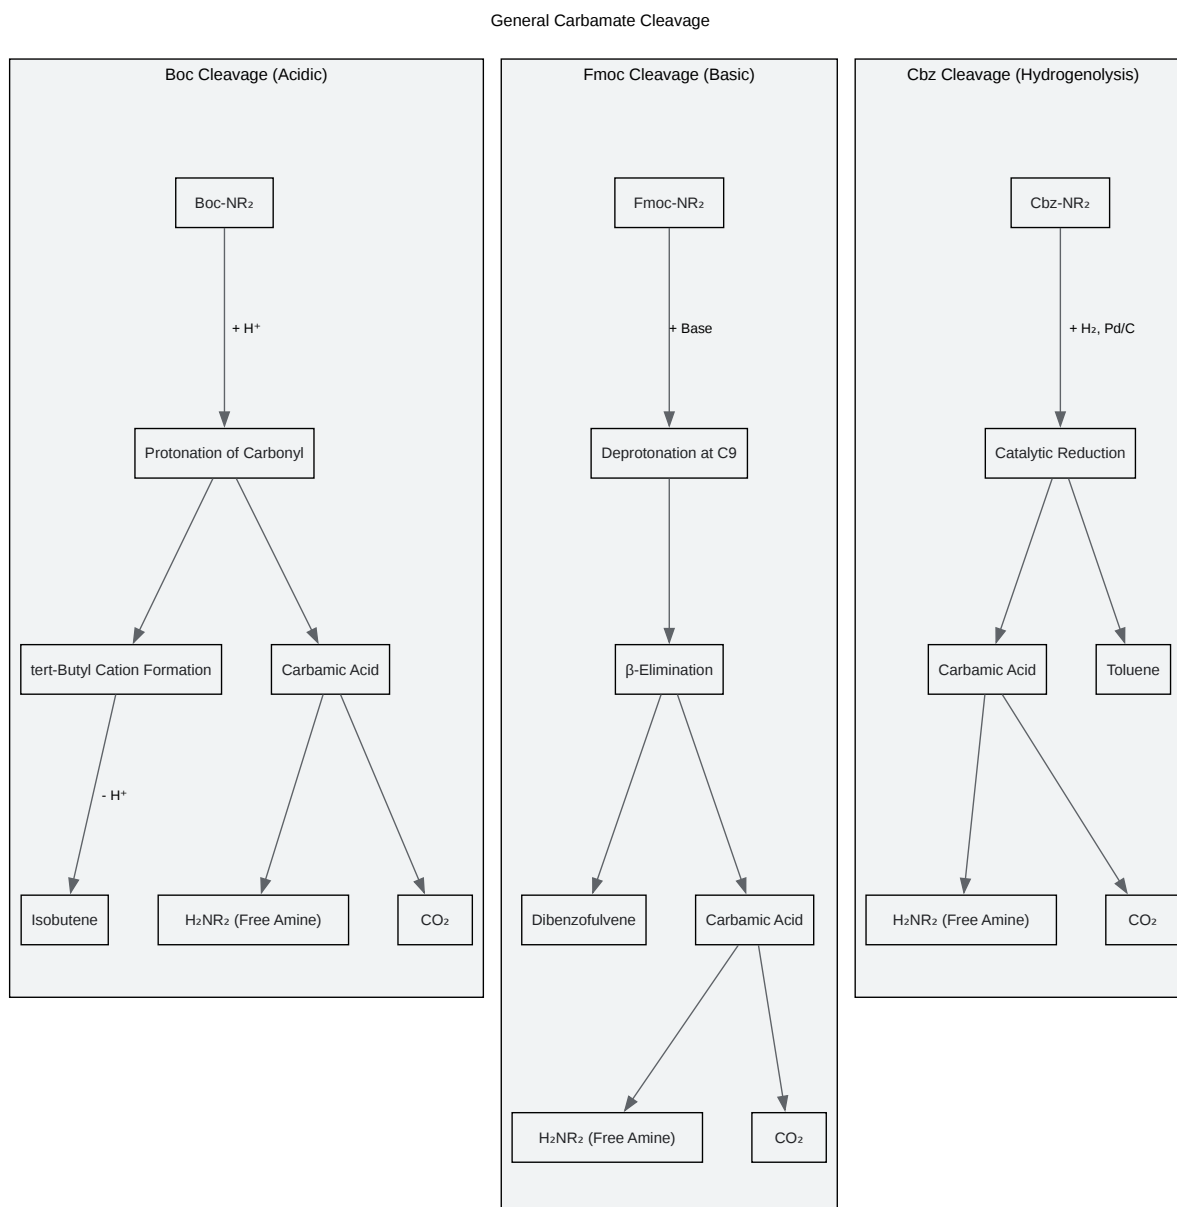 General Carbamate Cleavage
Boc Cleavage (Acidic)
Boc-NR₂
+ H⁺
Protonation of Carbonyl
tert-Butyl Cation Formation
Carbamic Acid
- H⁺
Isobutene
H₂NR₂ (Free Amine)
CO₂
Fmoc Cleavage (Basic)
Fmoc-NR₂
+ Base
Deprotonation at C9
β-Elimination
Dibenzofulvene
Carbamic Acid
H₂NR₂ (Free Amine)
CO₂
Cbz Cleavage (Hydrogenolysis)
Cbz-NR₂
+ H₂, Pd/C
Catalytic Reduction
Carbamic Acid
Toluene
H₂NR₂ (Free Amine)
CO₂